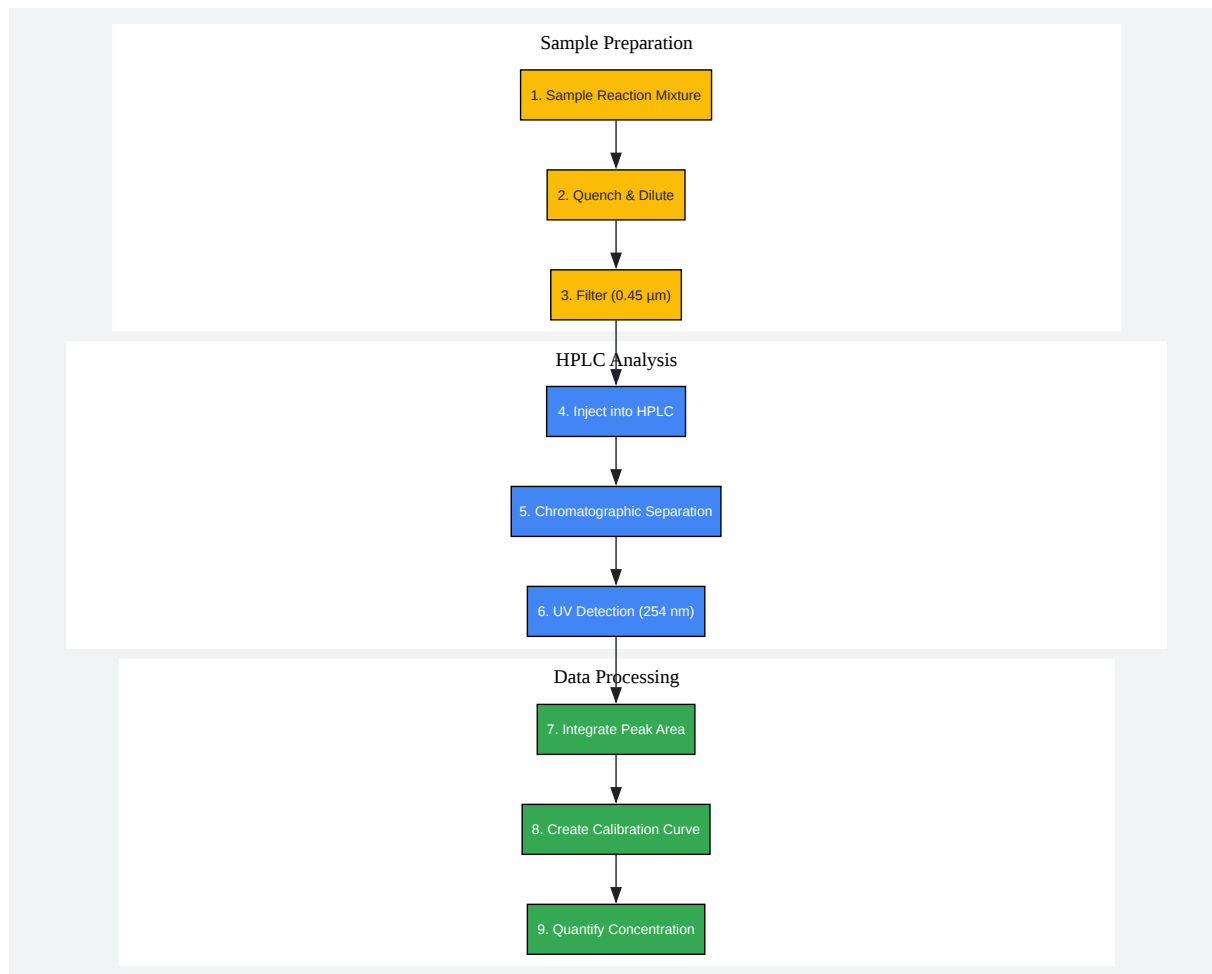 Sample Preparation
1. Sample Reaction Mixture
2. Quench & Dilute
3. Filter (0.45 µm)
HPLC Analysis
4. Inject into HPLC
5. Chromatographic Separation
6. UV Detection (254 nm)
Data Processing
7. Integrate Peak Area
8. Create Calibration Curve
9. Quantify Concentration